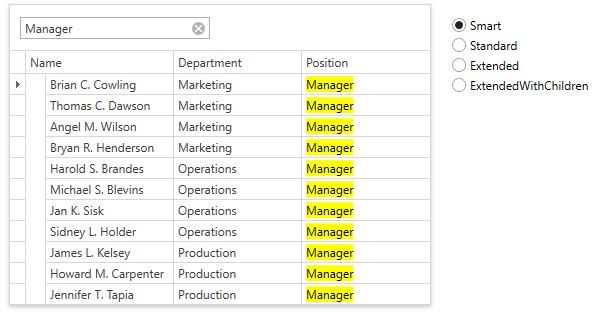 Manager
Name Department Position
Brian C. Cowling Marketing Manager
Thomas C. Dawson Marketing Manager
Angel M. Wilson Marketing Manager
Bryan R. Henderson Marketing Manager
Harold S. Brandes Operations Manager
Michael S. Blevins Operations Manager
Jan K. Sisk Operations Manager
Sidney L. Holder Operations Manager
James L. Kelsey Production Manager
Howard M. Carpenter Production Manager
Jennifer T. Tapia Production Manager
Smart
Standard
Extended
ExtendedWithChildren